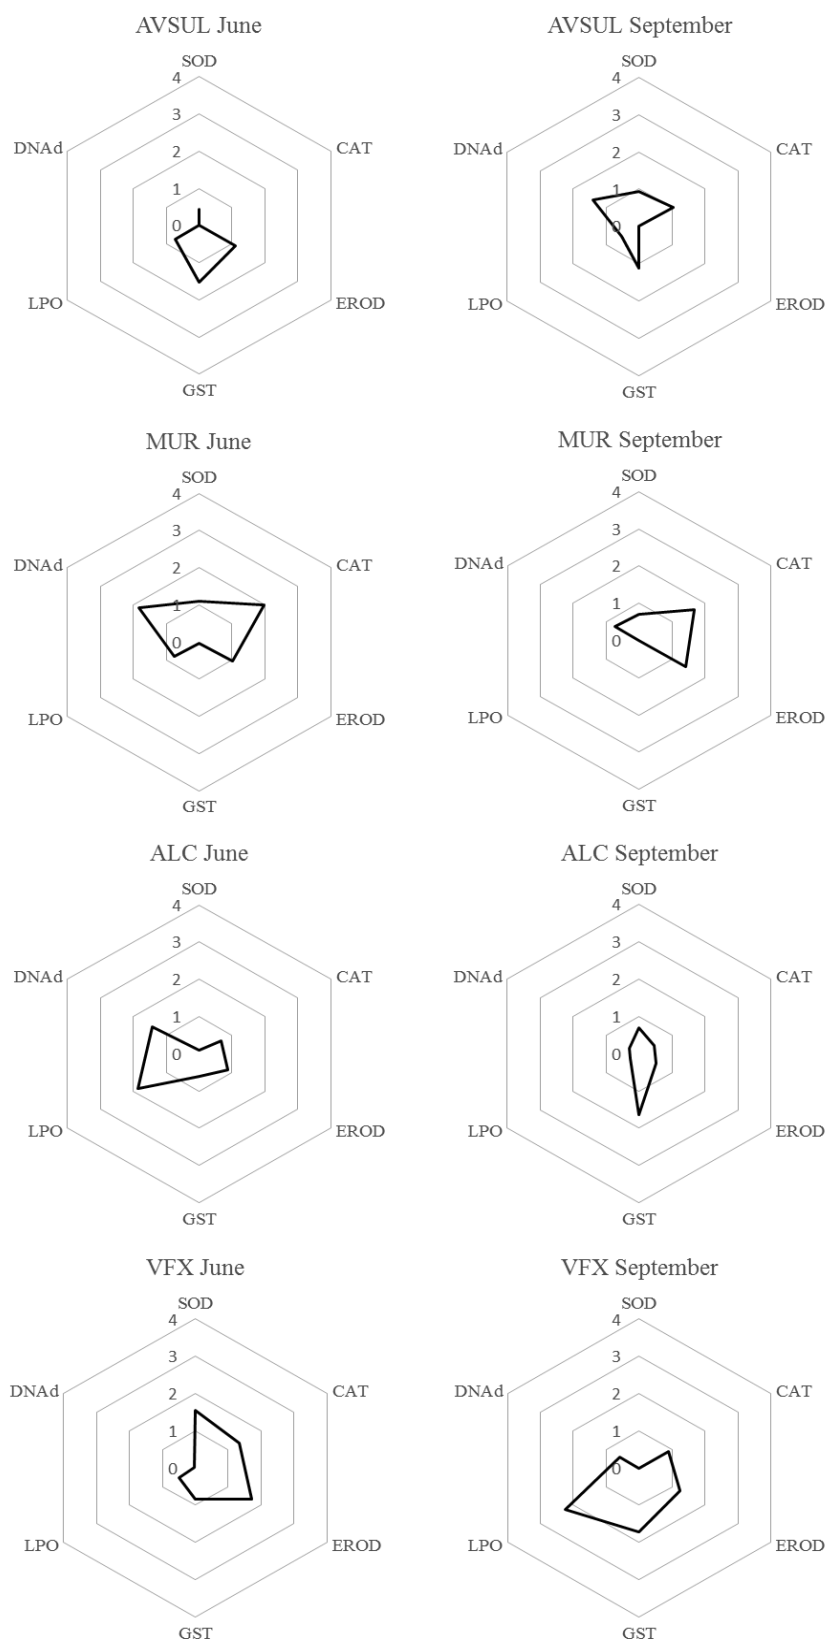 AVSUL June
AVSUL September
SOD
SOD
4
4
3
3
DNAd
CAT
DNAd
CAT
2
2
1
1
0
0
LPO
EROD
LPO
EROD
GST
GST
MUR June
MUR September
SOD
SOD
4
4
3
3
DNAd
CAT
DNAd
CAT
2
2
1
1
0
0
LPO
EROD
LPO
EROD
GST
GST
ALC June
ALC September
SOD
SOD
4
4
3
3
DNAd
CAT
DNAd
CAT
2
2
1
1
0
0
LPO
EROD
LPO
EROD
GST
GST
VFX June
VFX September
SOD
SOD
4
4
3
3
DNAd
CAT
DNAd
CAT
2
2
1
1
0
0
LPO
EROD
LPO
EROD
GST
GST